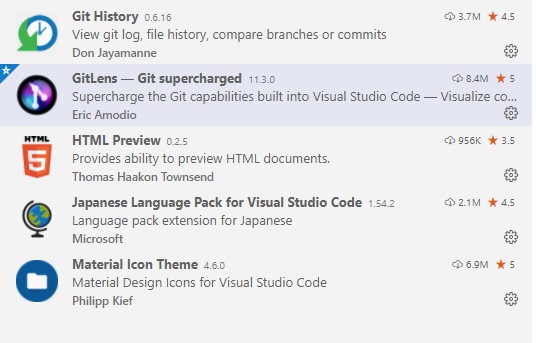 Git History 0.6.16 3.7M 4.5
View git log, file history, compare branches or commits
Don Jayamanne
GitLens — Git supercharged 11.3.0 8.4M 5
Supercharge the Git capabilities built into Visual Studio Code — Visualize co...
Eric Amodio
HTML
5
HTML Preview 0.2.5 956K 3.5
Provides ability to preview HTML documents.
Thomas Haakon Townsend
Japanese Language Pack for Visual Studio Code 1.54.2 2.1M 4.5
Language pack extension for Japanese
Microsoft
Material Icon Theme 4.6.0 6.9M 5
Material Design Icons for Visual Studio Code
Philipp Kief